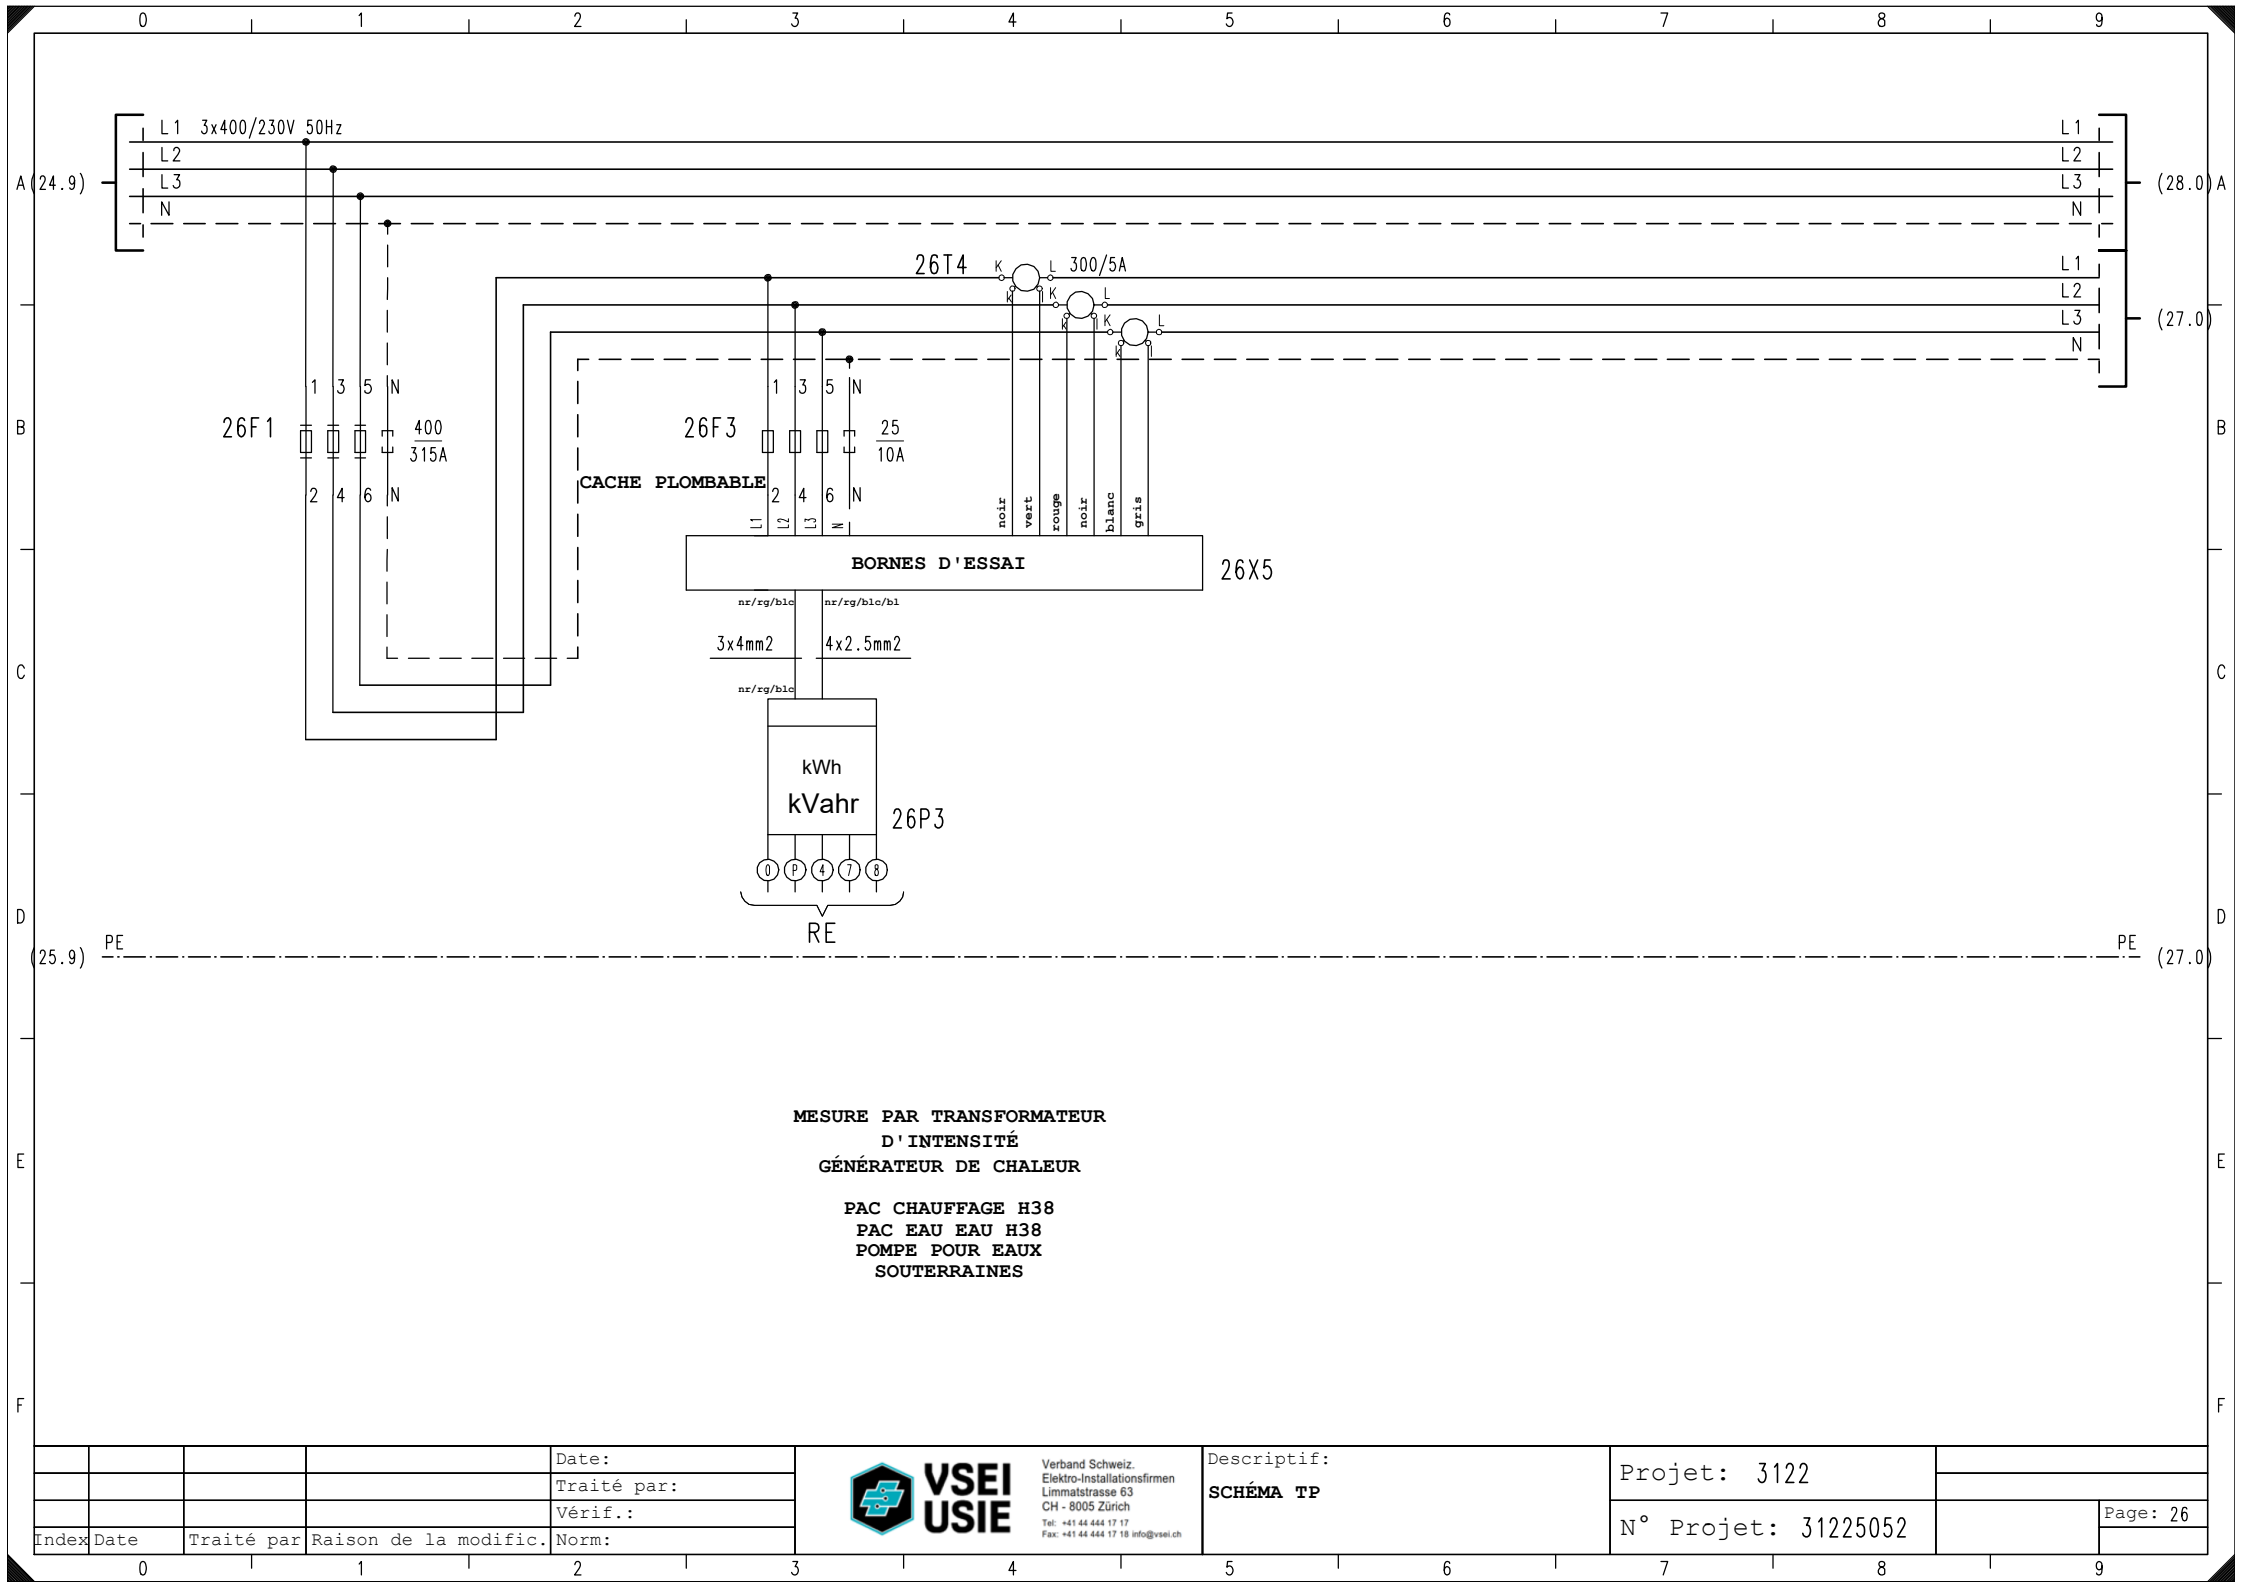 0 1 2 3 4 5 6 7 8 9
L1 3x400/230V 50Hz L1
L2 L2
A (24.9) L3 L3 (28.0) A
N N
26T4 K L 300/5A L1
k l K L L2
k l K L L3 (27.0)
k l N
1 3 5 N 1 3 5 N
B 26F1 400 26F3 25 B
315A 10A
CACHE PLOMBABLE
2 4 6 N 2 4 6 N
L1 L2 L3 N noir vert rouge noir blanc gris
BORNES D'ESSAI 26X5
nr/rg/blc nr/rg/blc/bl
3x4mm2 4x2.5mm2
C C
nr/rg/blc
kWh
kVahr 26P3
0 P 4 7 8
D D
RE
PE PE
(25.9) (27.0)
MESURE PAR TRANSFORMATEUR
D'INTENSITÉ
E GÉNÉRATEUR DE CHALEUR E
PAC CHAUFFAGE H38
PAC EAU EAU H38
POMPE POUR EAUX
SOUTERRAINES
F F
Date:
Traité par:
Vérif.:
Index Date Traité par Raison de la modific. Norm:
VSEI
USIE
Verband Schweiz.
Elektro-Installationsfirmen
Limmatstrasse 63
CH - 8005 Zürich
Tel: +41 44 444 17 17
Fax: +41 44 444 17 18 info@vsei.ch
Descriptif:
SCHÉMA TP
Projet: 3122
N° Projet: 31225052
Page: 26
0 1 2 3 4 5 6 7 8 9